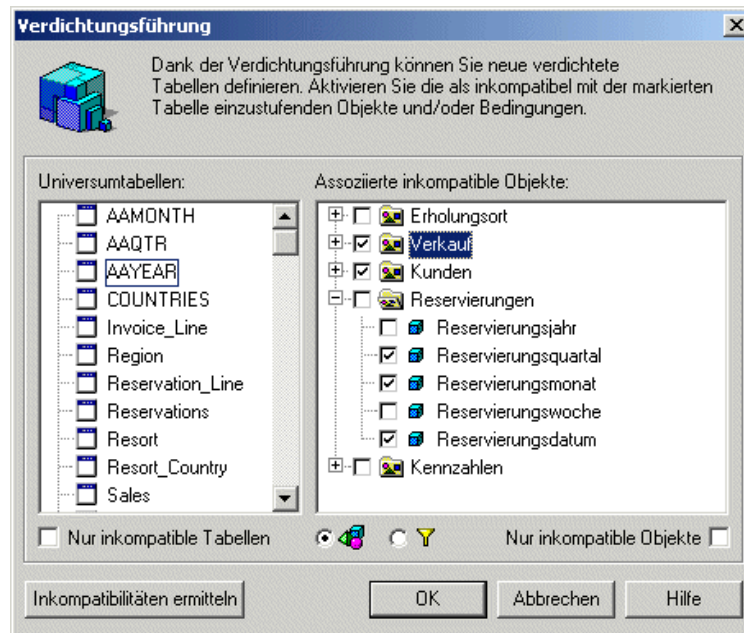 Verdichtungsführung
Dank der Verdichtungsführung können Sie neue verdichtete
Tabellen definieren. Aktivieren Sie die als inkompatibel mit der markierten
Tabelle einzustufenden Objekte und/oder Bedingungen.
Universumtabellen:
AAMONTH
AAQTR
AAYEAR
COUNTRIES
Invoice_Line
Region
Reservation_Line
Reservations
Resort
Resort_Country
Sales
Assoziierte inkompatible Objekte:
Erholungsort
Verkauf
Kunden
Reservierungen
Reservierungsjahr
Reservierungsquartal
Reservierungsmonat
Reservierungswoche
Reservierungsdatum
Kennzahlen
Nur inkompatible Tabellen
Nur inkompatible Objekte
Inkompatibilitäten ermitteln
OK
Abbrechen
Hilfe